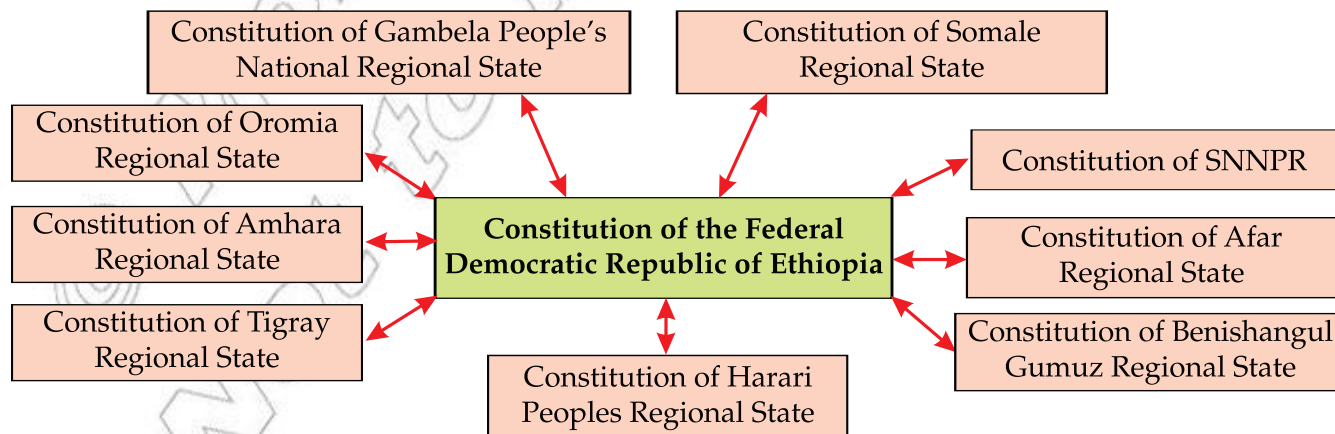 Constitution of Gambela People's
National Regional State
Constitution of Somale
Regional State
Constitution of Oromia
Regional State
Constitution of SNNPR
Constitution of Amhara
Regional State
Constitution of the Federal
Democratic Republic of Ethiopia
Constitution of Afar
Regional State
Constitution of Tigray
Regional State
Constitution of Benishangul
Gumuz Regional State
Constitution of Harari
Peoples Regional State